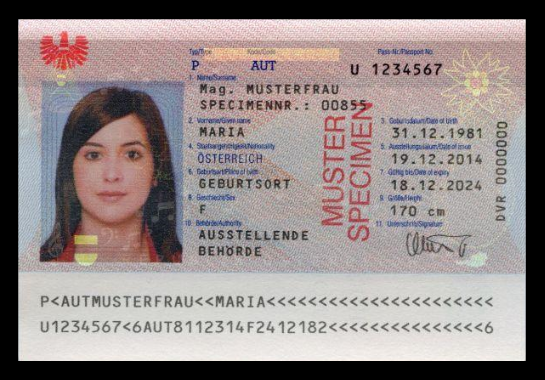 Typ/Type Kode/Code Pass-Nr./Passport No.
P AUT U 1234567
1. Name/Surname
Mag. MUSTERFRAU
SPECIMENNR.: 00855
2. Vorname/Given name
MARIA
3. Geburtsdatum/Date of birth
31.12.1981
4. Staatsangehörigkeit/Nationality
ÖSTERREICH
5. Ausstellungsdatum/Date of issue
19.12.2014
6. Geburtsort/Place of birth
GEBURTSORT
7. Gültig bis/Date of expiry
18.12.2024
8. Geschlecht/Sex
F
9. Größe/Height
170 cm
10. Behörde/Authority
AUSSTELLENDE
BEHÖRDE
11. Unterschrift/Signature
MUSTER
SPECIMEN
DVR 0000000
P<AUTMUSTERFRAU<<MARIA<<<<<<<<<<<<<<<<<<<<<<
U1234567<6AUT8112314F2412182<<<<<<<<<<<<<<<6